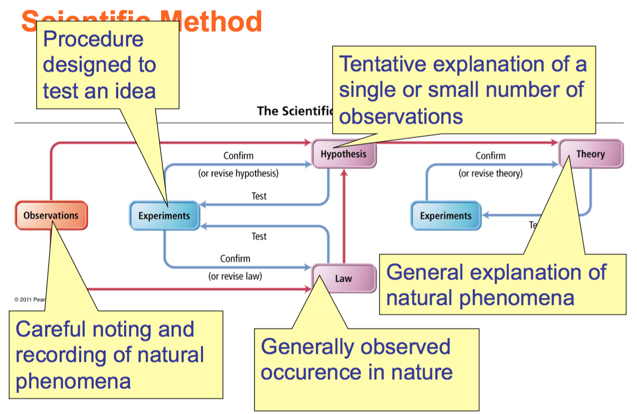 Scientific Method
Procedure
designed to
test an idea
Tentative explanation of a
single or small number of
observations
The Scientific
Confirm
(or revise hypothesis)
Hypothesis
Confirm
(or revise theory)
Theory
Test
Observations
Experiments
Experiments
Test
Confirm
(or revise law)
Law
General explanation of
natural phenomena
© 2011 Pear
Careful noting and
recording of natural
phenomena
Generally observed
occurence in nature